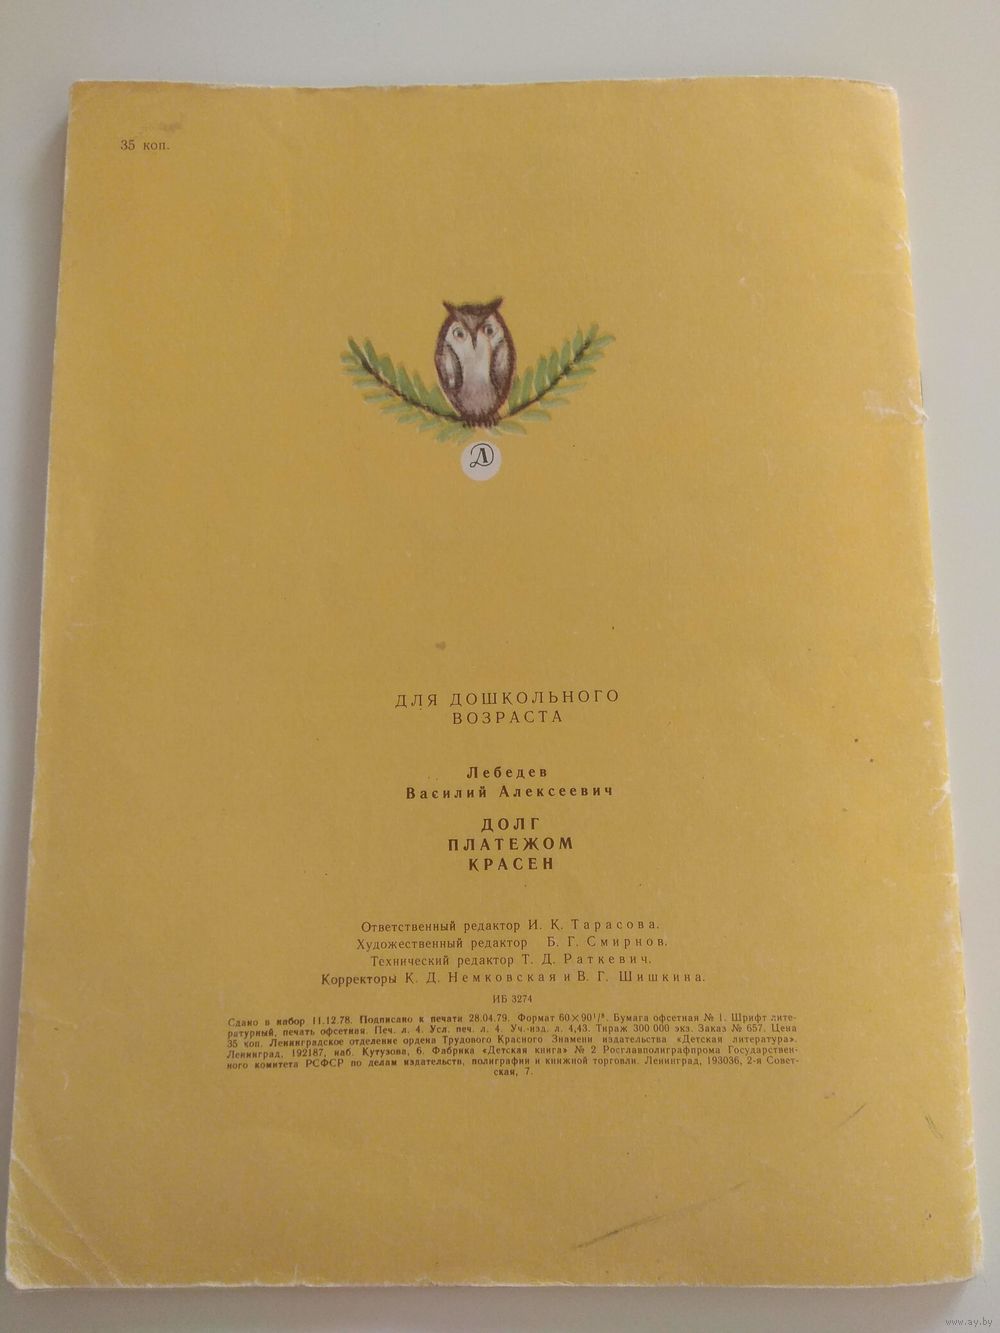 35 коп.
Д
ДЛЯ ДОШКОЛЬНОГО
ВОЗРАСТА
Лебедев
Василий Алексеевич
ДОЛГ
ПЛАТЕЖОМ
КРАСЕН
Ответственный редактор И. К. Тарасова.
Художественный редактор Б. Г. Смирнов.
Технический редактор Т. Д. Раткевич.
Корректоры К. Д. Немковская и В. Г. Шишкина.
ИБ 3274
Сдано в набор 11.12.78. Подписано к печати 28.04.79. Формат 60×90¹/⁸. Бумага офсетная № 1. Шрифт лите-
ратурный, печать офсетная. Печ. л. 4. Усл. печ. л. 4. Уч.-изд. л. 4,43. Тираж 300 000 экз. Заказ № 657. Цена
35 коп. Ленинградское отделение ордена Трудового Красного Знамени издательства «Детская литература».
Ленинград, 192187, наб. Кутузова, 6. Фабрика «Детская книга» № 2 Росглавполиграфпрома Государствен-
ного комитета РСФСР по делам издательств, полиграфии и книжной торговли. Ленинград, 193036, 2-я Совет-
ская, 7.
www.ay.by